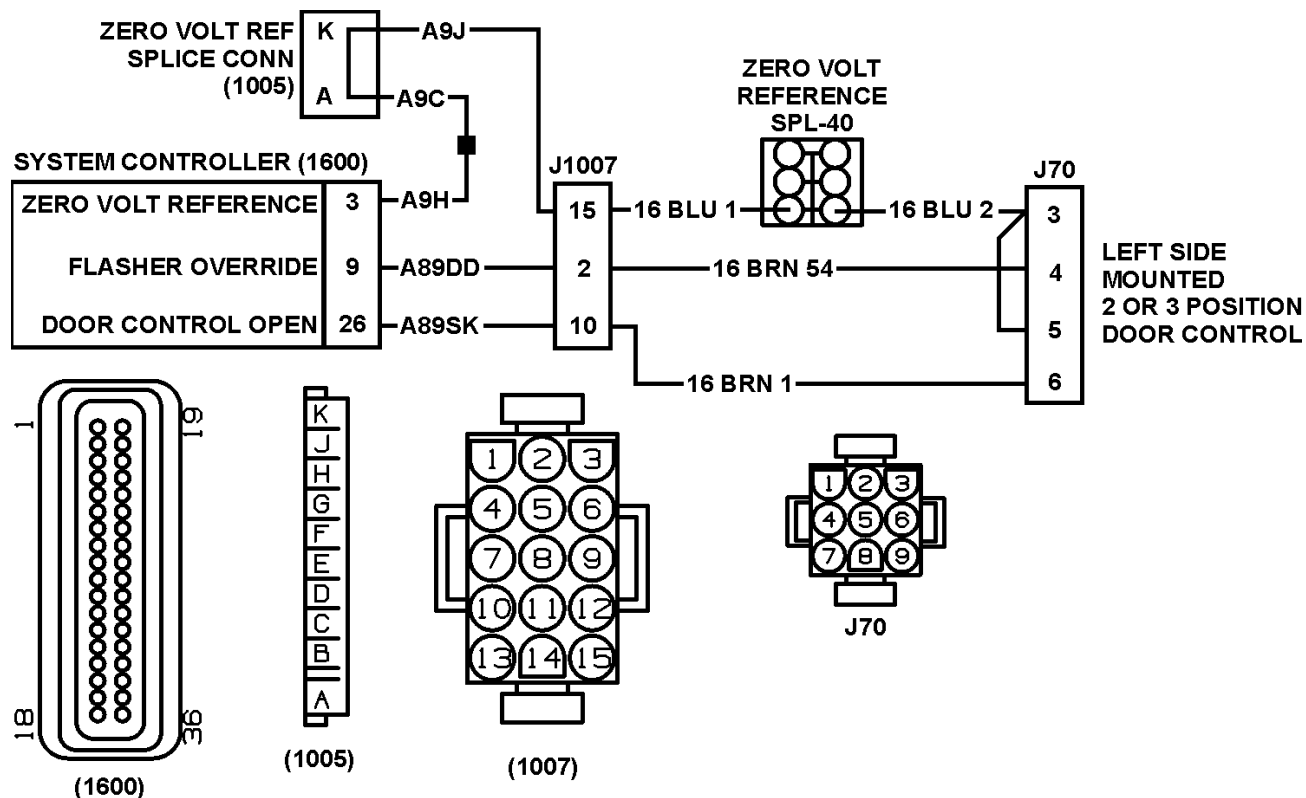 ZERO VOLT REF
SPLICE CONN
(1005)
K
A
A9J
A9C
ZERO VOLT
REFERENCE
SPL-40
SYSTEM CONTROLLER (1600)
ZERO VOLT REFERENCE 3 A9H
FLASHER OVERRIDE 9 A89DD
DOOR CONTROL OPEN 26 A89SK
J1007
15 16 BLU 1 16 BLU 2
2 16 BRN 54
10
16 BRN 1
J70
3
4
5
6
LEFT SIDE
MOUNTED
2 OR 3 POSITION
DOOR CONTROL
1 19
18 36
(1600)
K
J
H
G
F
E
D
C
B
A
(1005)
1 2 3
4 5 6
7 8 9
10 11 12
13 14 15
(1007)
1 2 3
4 5 6
7 8 9
J70